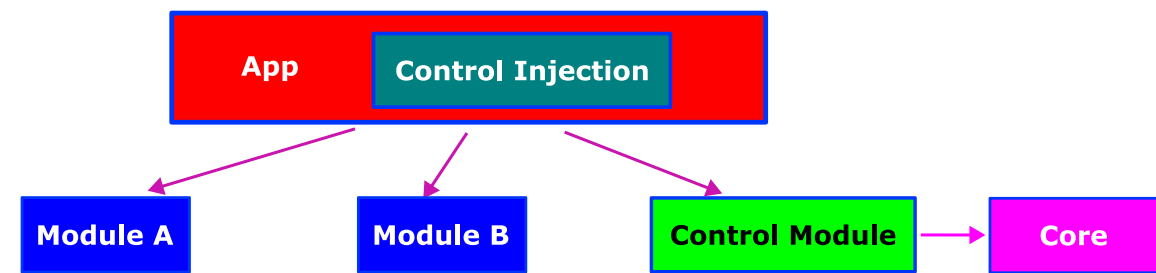 App
Control Injection
Module A
Module B
Control Module
Core